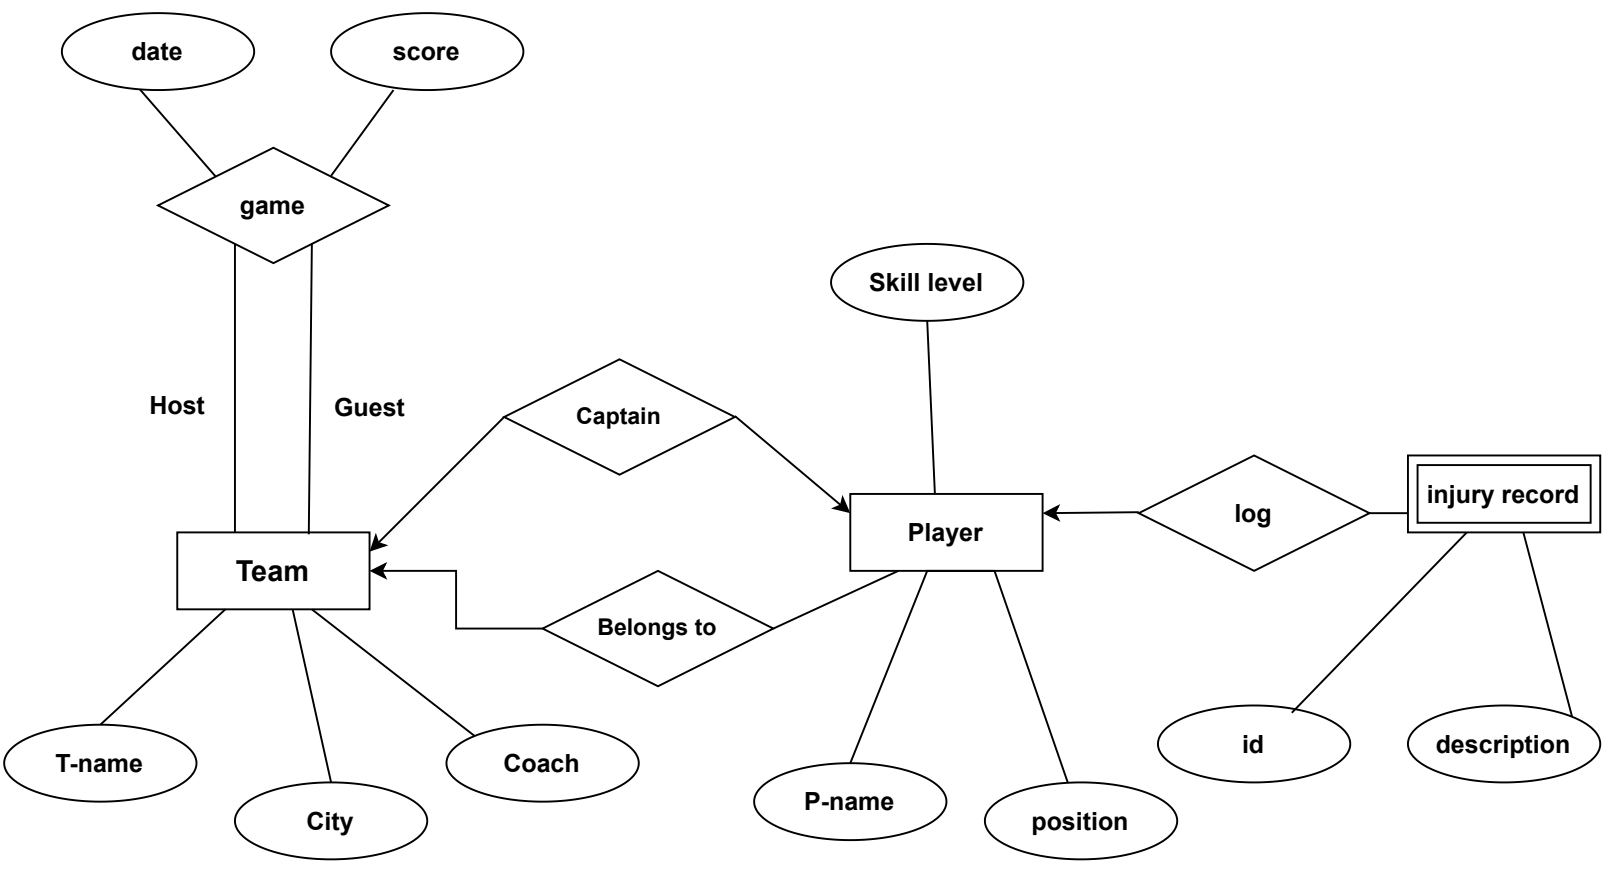 date
score
game
Skill level
Host
Guest
Captain
injury record
log
Player
Team
Belongs to
T-name
Coach
id
description
P-name
City
position